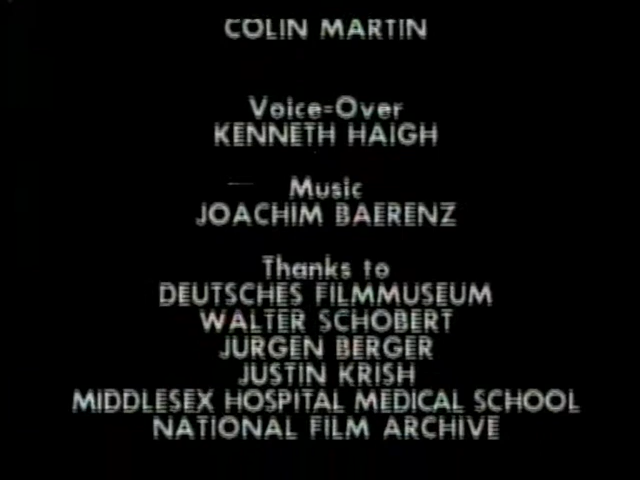 COLIN MARTIN
Voice-Over
KENNETH HAIGH
Music
JOACHIM BAERENZ
Thanks to
DEUTSCHES FILMMUSEUM
WALTER SCHOBERT
JURGEN BERGER
JUSTIN KRISH
MIDDLESEX HOSPITAL MEDICAL SCHOOL
NATIONAL FILM ARCHIVE